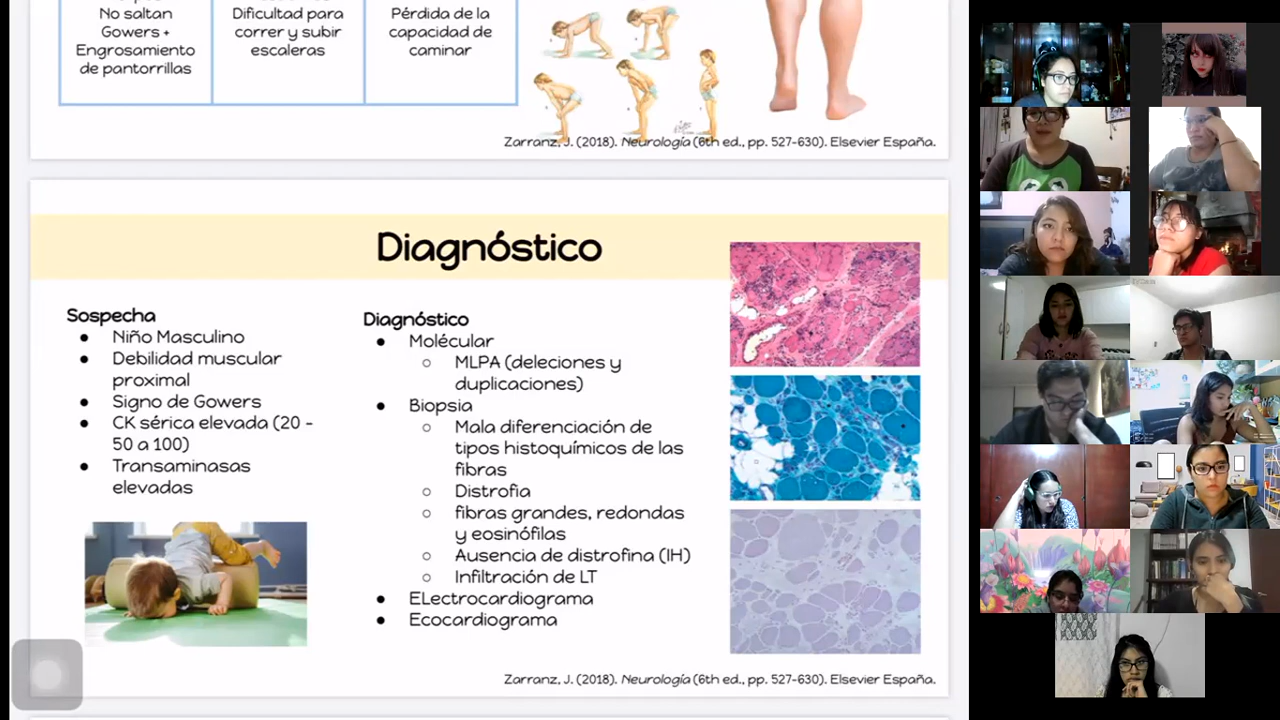 No saltan
Gowers +
Engrosamiento
de pantorrillas
Dificultad para
correr y subir
escaleras
Pérdida de la
capacidad de
caminar
Zarranz, J. (2018). Neurología (6th ed., pp. 527-630). Elsevier España.
Diagnóstico
Sospecha
● Niño Masculino
● Debilidad muscular
proximal
● Signo de Gowers
● CK sérica elevada (20 -
50 a 100)
● Transaminasas
elevadas
Diagnóstico
● Molécular
○ MLPA (deleciones y
duplicaciones)
● Biopsia
○ Mala diferenciación de
tipos histoquímicos de las
fibras
○ Distrofia
○ fibras grandes, redondas
y eosinófilas
○ Ausencia de distrofina (IH)
○ Infiltración de LT
● ELectrocardiograma
● Ecocardiograma
Zarranz, J. (2018). Neurología (6th ed., pp. 527-630). Elsevier España.